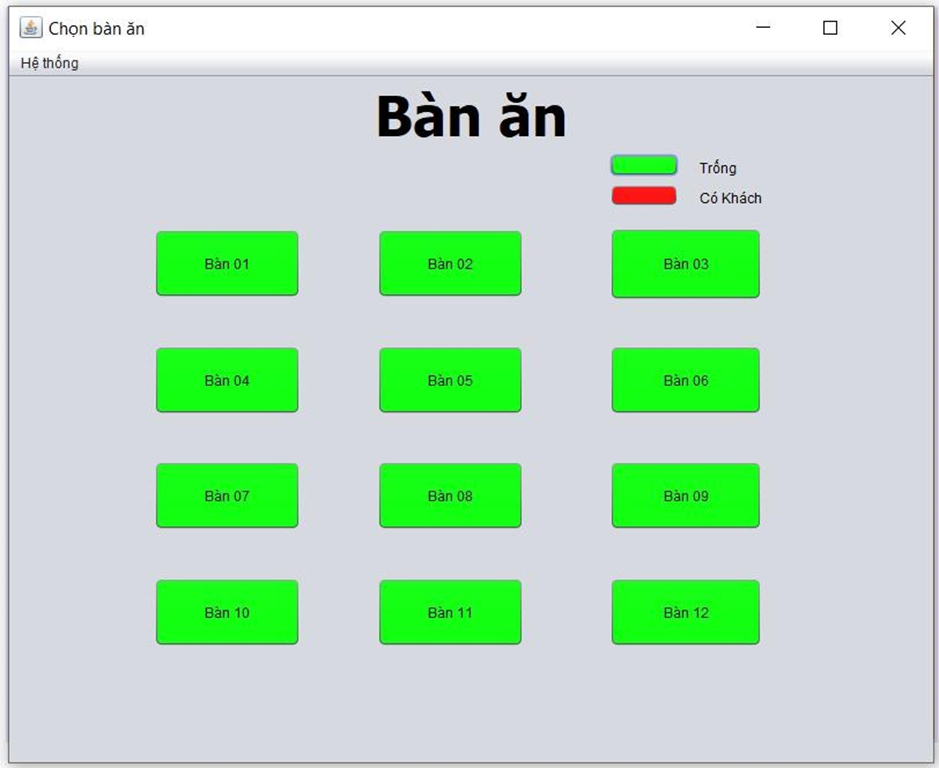 Chọn bàn ăn
Hệ thống
Bàn ăn
Trống
Có Khách
Bàn 01 Bàn 02 Bàn 03
Bàn 04 Bàn 05 Bàn 06
Bàn 07 Bàn 08 Bàn 09
Bàn 10 Bàn 11 Bàn 12